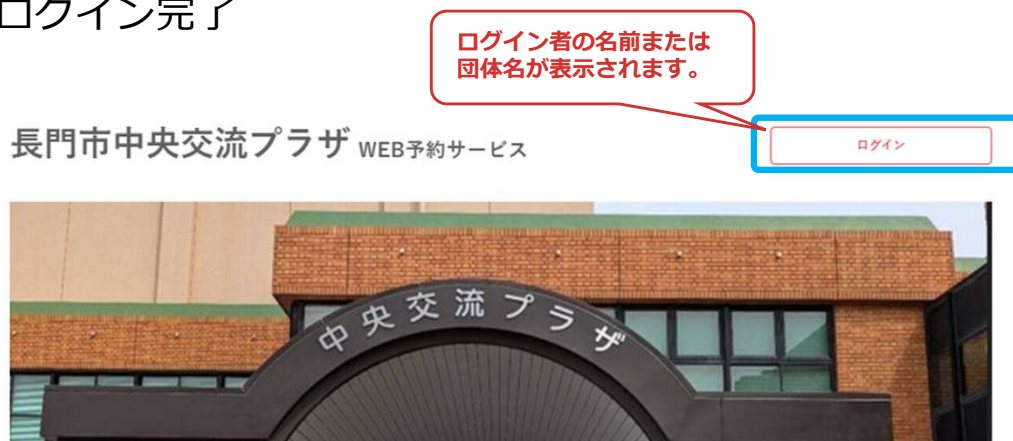 ログイン完了
ログイン者の名前または
団体名が表示されます。
長門市中央交流プラザ WEB予約サービス
ログイン
中央交流プラザ